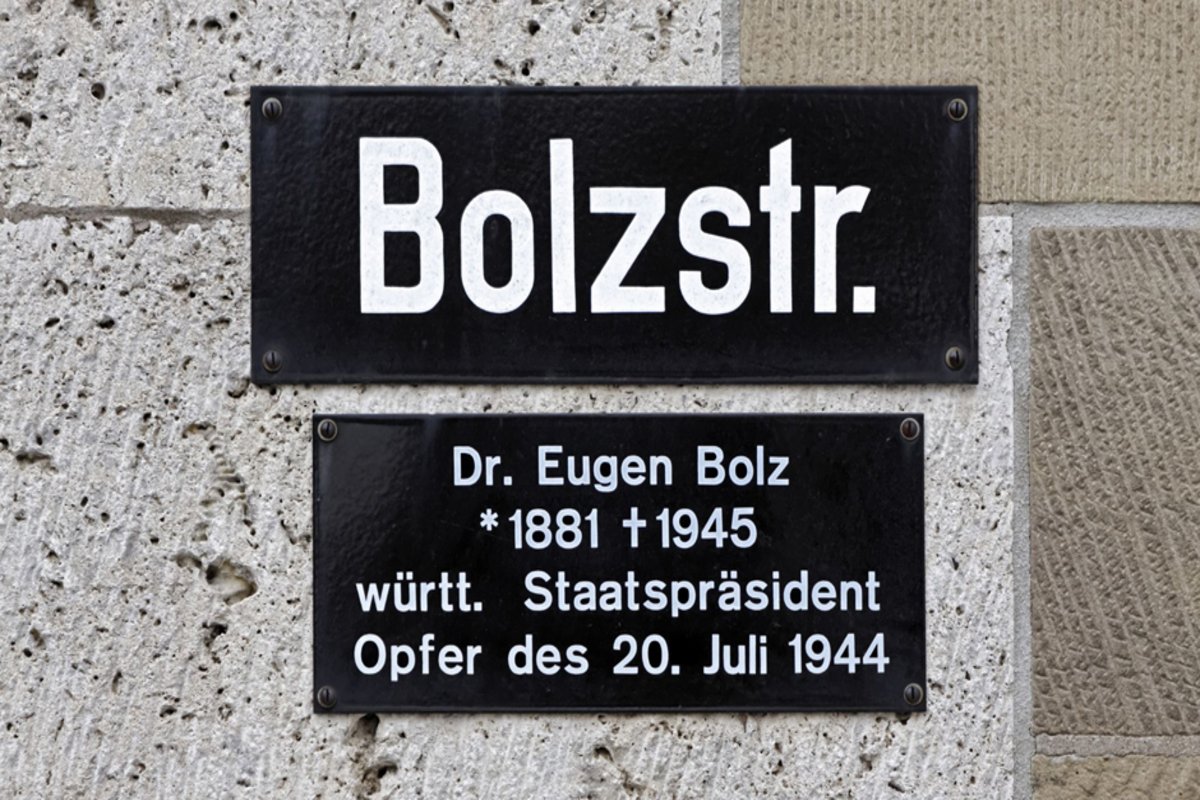 Bolzstr.
Dr. Eugen Bolz
* 1881 † 1945
württ. Staatspräsident
Opfer des 20. Juli 1944